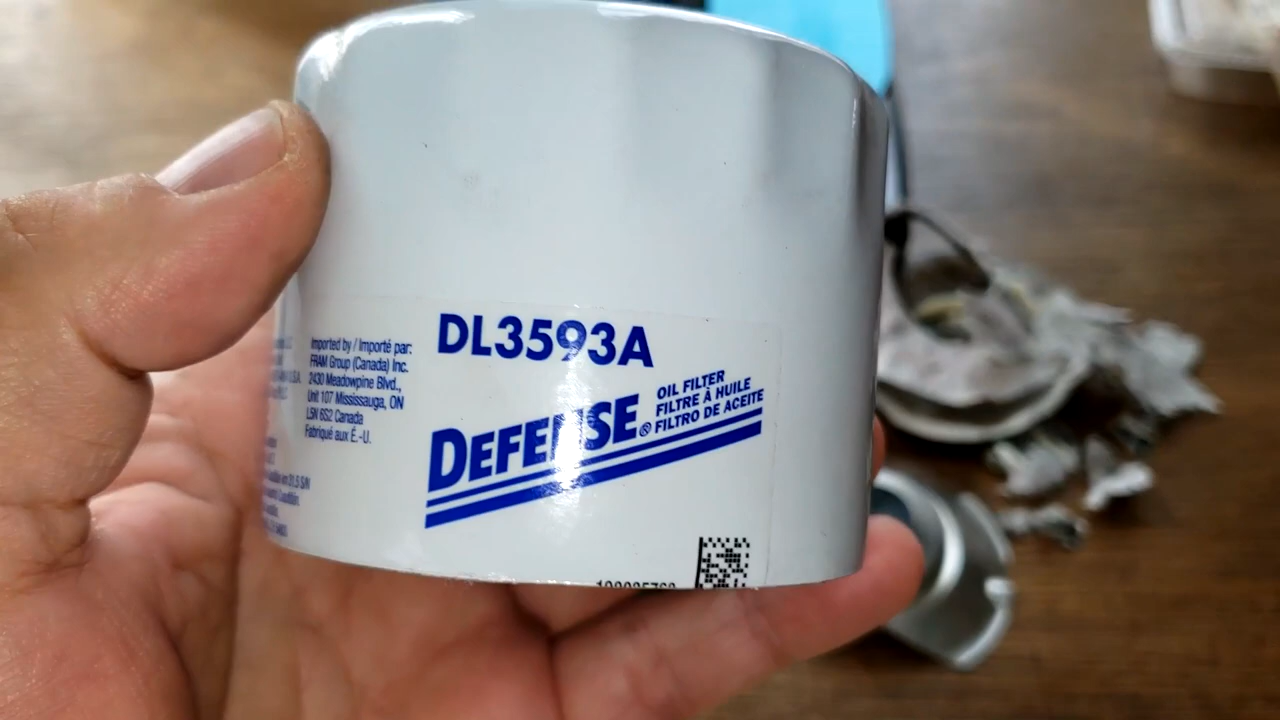 Imported by / Importé par:
FRAM Group (Canada) Inc.
2430 Meadowpine Blvd.,
Unit 107 Mississauga, ON
L5N 6S2 Canada
Fabriqué aux É.-U.
DL3593A
DEFENSE®
OIL FILTER
FILTRE À HUILE
FILTRO DE ACEITE